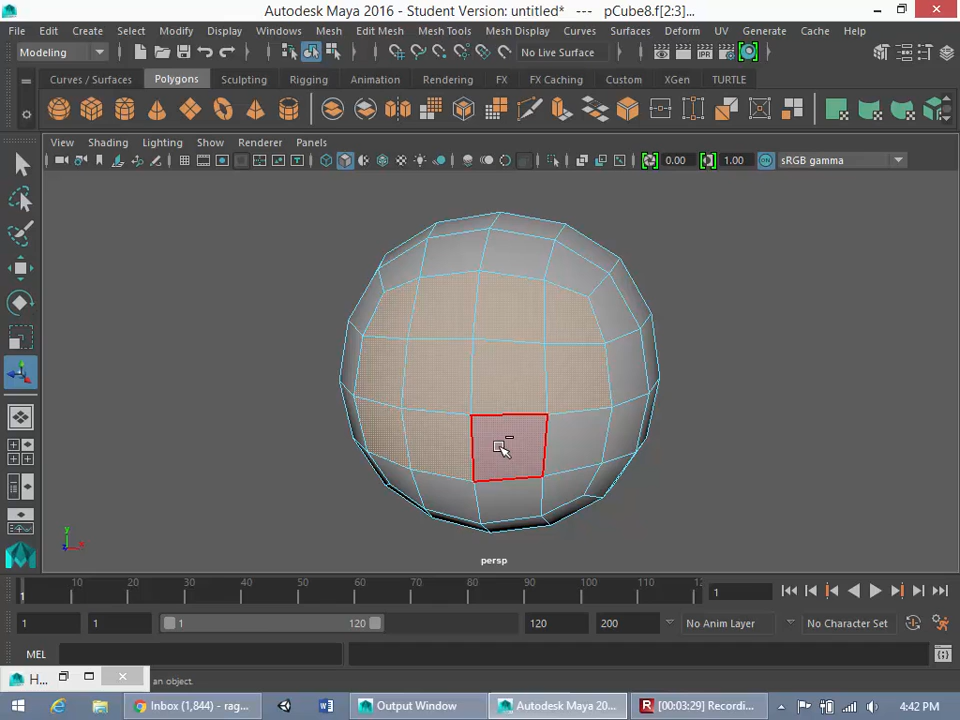 Autodesk Maya 2016 - Student Version: untitled* --- pCube8.f[2:3]...
File Edit Create Select Modify Display Windows Mesh Edit Mesh Mesh Tools Mesh Display Curves Surfaces Deform UV Generate Cache Help
Modeling No Live Surface
Curves / Surfaces Polygons Sculpting Rigging Animation Rendering FX FX Caching Custom XGen TURTLE
View Shading Lighting Show Renderer Panels
0.00 1.00 ON sRGB gamma
y
z x
persp
10 20 30 40 50 60 70 80 90 100 110 12
1 1
1 1 1 120 120 200 No Anim Layer No Character Set
MEL
H... an object.
Inbox (1,844) - rag... Output Window Autodesk Maya 20... [00:03:29] Recordi... 4:42 PM